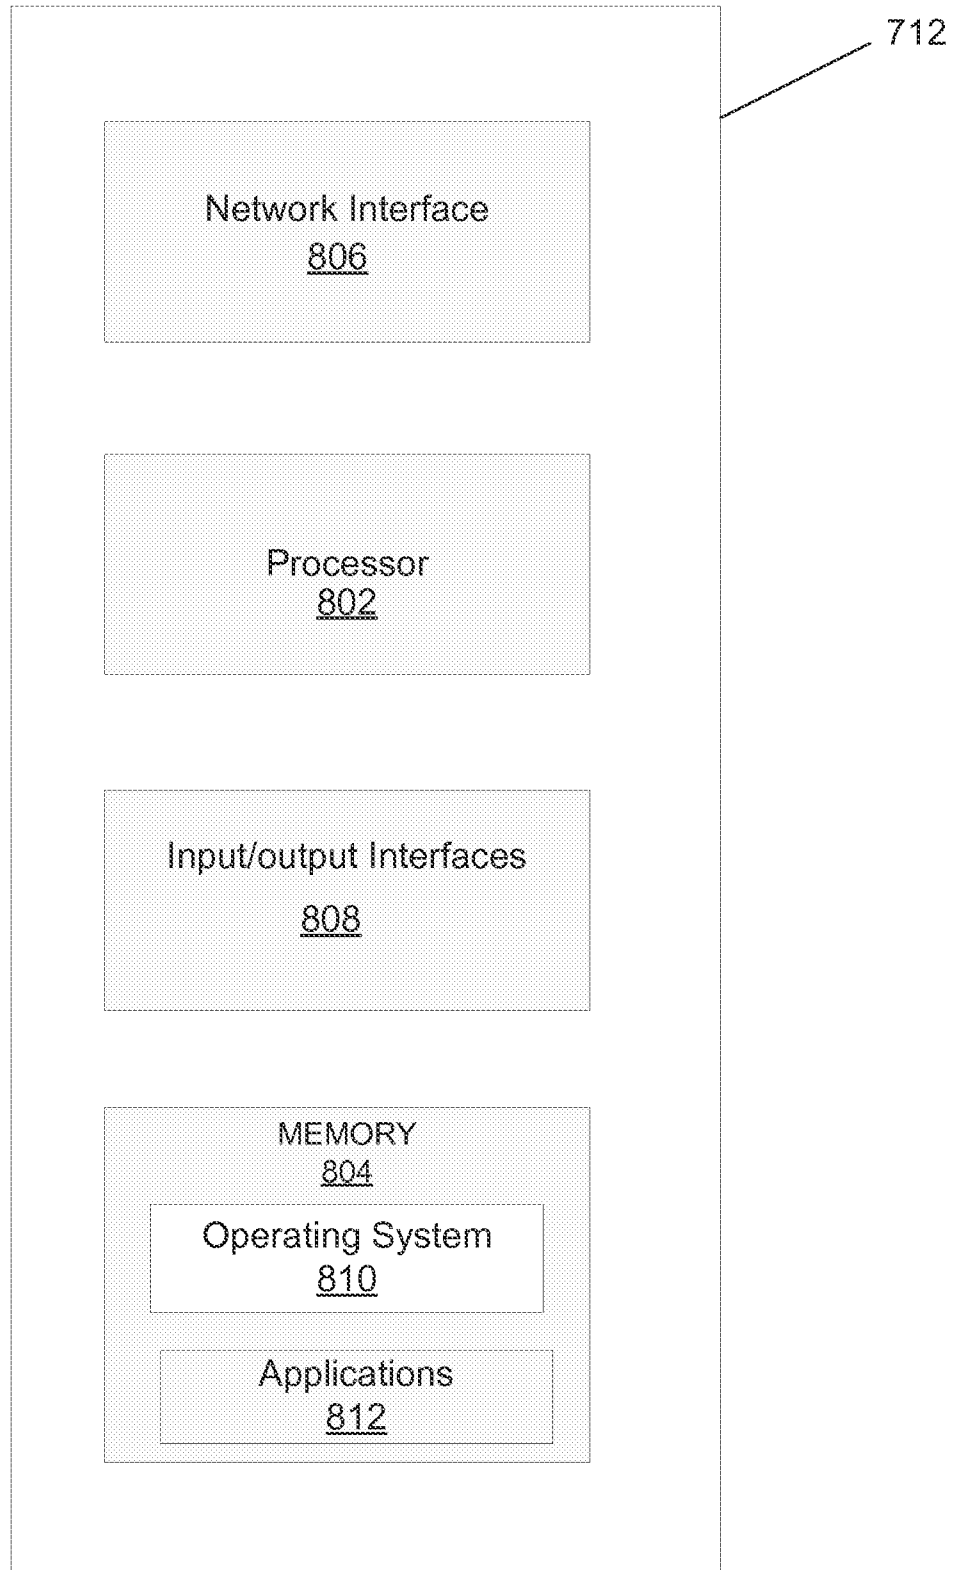 712
Network Interface
806
Processor
802
Input/output Interfaces
808
MEMORY
804
Operating System
810
Applications
812